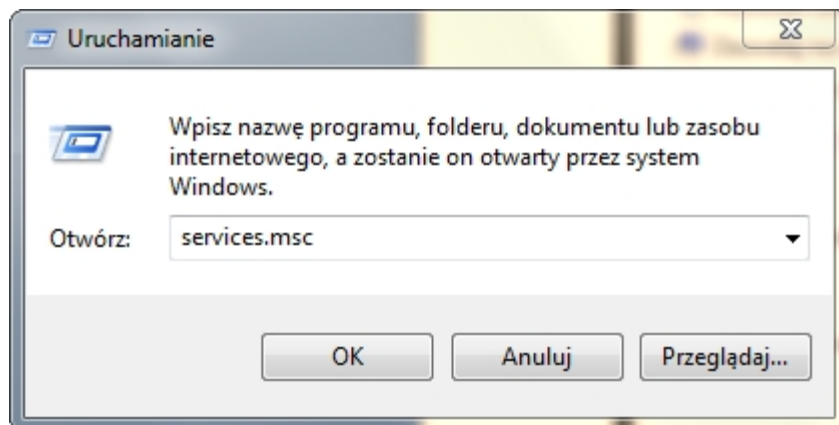 Uruchamianie
Wpisz nazwę programu, folderu, dokumentu lub zasobu
internetowego, a zostanie on otwarty przez system
Windows.
Otwórz: services.msc
OK Anuluj Przeglądaj...